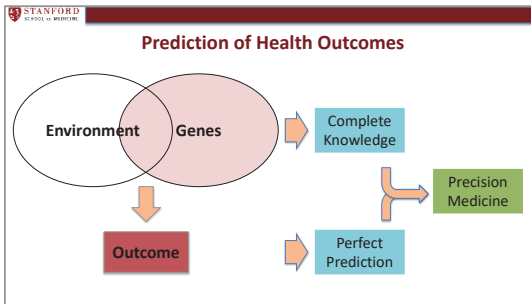 STANFORD
SCHOOL OF MEDICINE
Prediction of Health Outcomes
Environment
Genes
Complete
Knowledge
Precision
Medicine
Outcome
Perfect
Prediction